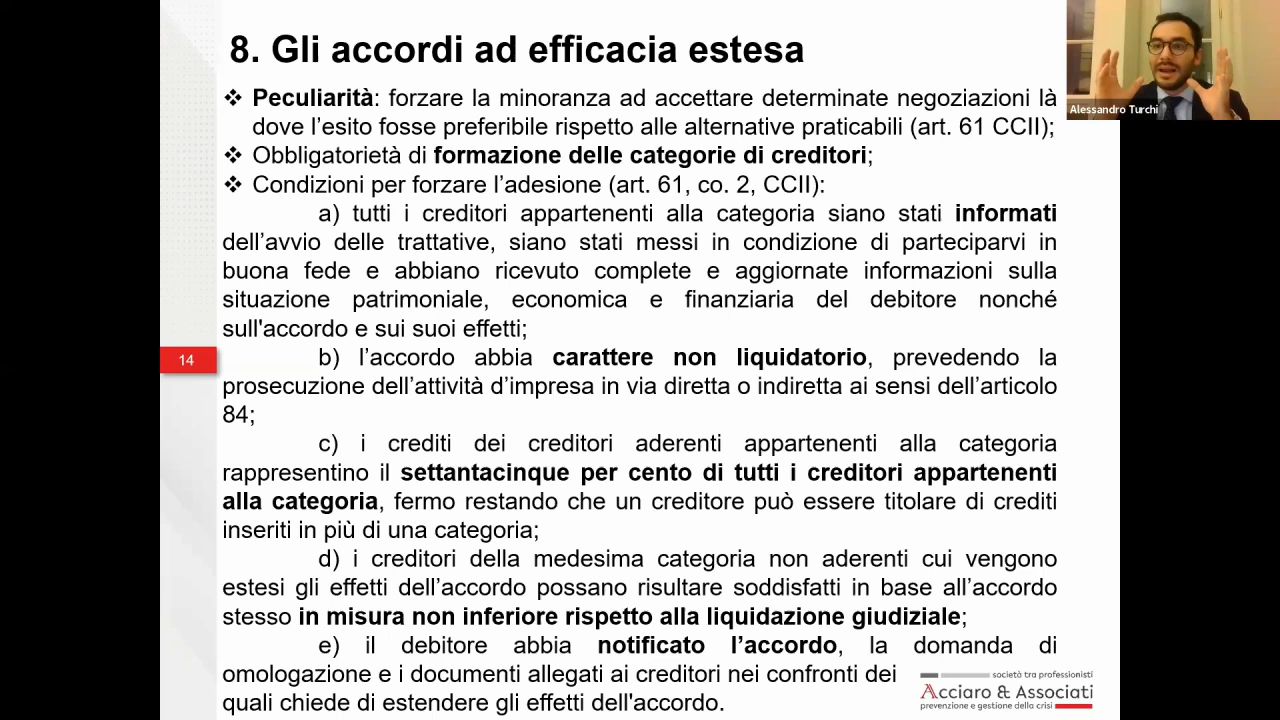 8. Gli accordi ad efficacia estesa
Alessandro Turchi
❖ Peculiarità: forzare la minoranza ad accettare determinate negoziazioni là
dove l’esito fosse preferibile rispetto alle alternative praticabili (art. 61 CCII);
❖ Obbligatorietà di formazione delle categorie di creditori;
❖ Condizioni per forzare l’adesione (art. 61, co. 2, CCII):
a) tutti i creditori appartenenti alla categoria siano stati informati
dell’avvio delle trattative, siano stati messi in condizione di parteciparvi in
buona fede e abbiano ricevuto complete e aggiornate informazioni sulla
situazione patrimoniale, economica e finanziaria del debitore nonché
sull'accordo e sui suoi effetti;
14
b) l’accordo abbia carattere non liquidatorio, prevedendo la
prosecuzione dell’attività d’impresa in via diretta o indiretta ai sensi dell’articolo
84;
c) i crediti dei creditori aderenti appartenenti alla categoria
rappresentino il settantacinque per cento di tutti i creditori appartenenti
alla categoria, fermo restando che un creditore può essere titolare di crediti
inseriti in più di una categoria;
d) i creditori della medesima categoria non aderenti cui vengono
estesi gli effetti dell’accordo possano risultare soddisfatti in base all’accordo
stesso in misura non inferiore rispetto alla liquidazione giudiziale;
e) il debitore abbia notificato l’accordo, la domanda di
omologazione e i documenti allegati ai creditori nei confronti dei
quali chiede di estendere gli effetti dell'accordo.
società tra professionisti
Acciaro & Associati
prevenzione e gestione della crisi